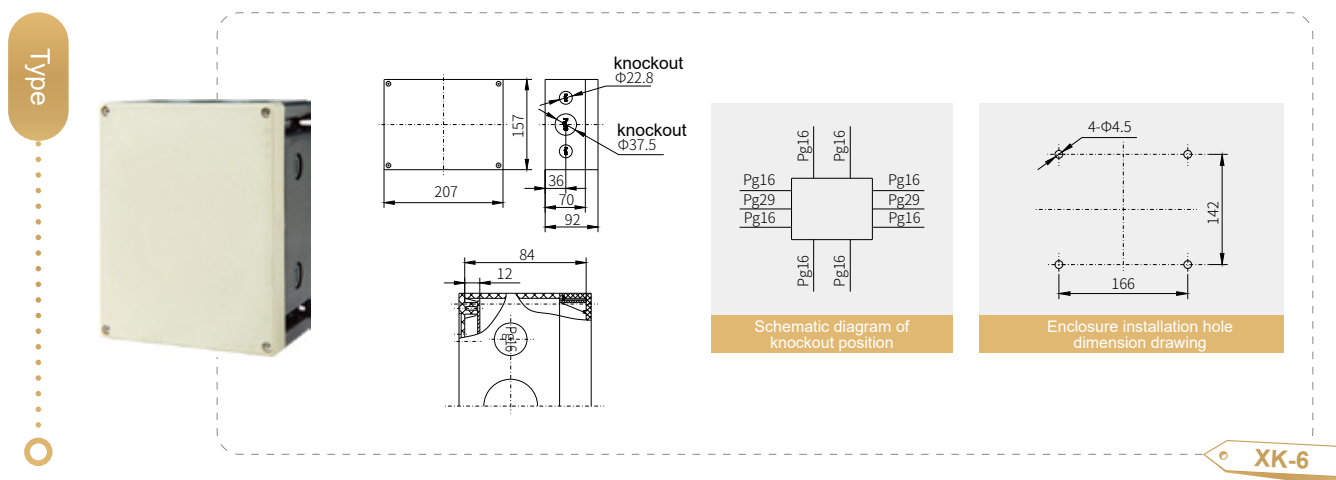 Type
knockout
Φ22.8
knockout
Φ37.5
157
207
36
70
92
84
12
Pg16
Pg16
Pg16
Pg16
Pg29
Pg16
Pg16
Pg29
Pg16
Pg16
Pg16
Schematic diagram of
knockout position
4-Φ4.5
142
166
Enclosure installation hole
dimension drawing
XK-6